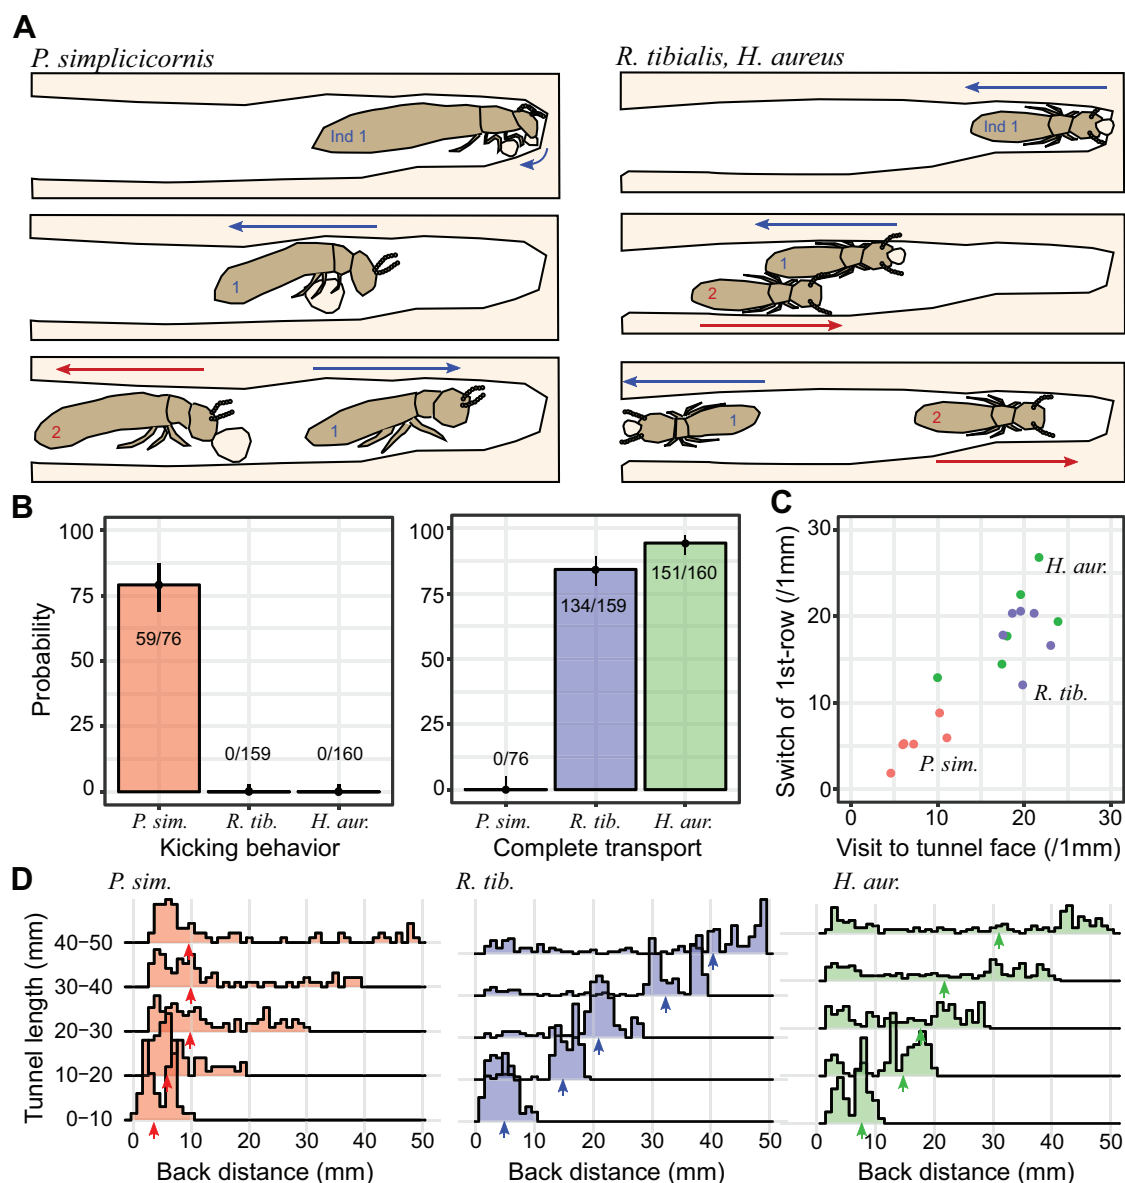 A
P. simplicicornis
R. tibialis, H. aureus
Ind 1
Ind 1
1
1
2
2
1
1
2
B
C
Probability
100
75
50
25
0
59/76
0/159
0/160
P. sim.
R. tib.
H. aur.
Kicking behavior
100
75
50
25
0
0/76
134/159
151/160
P. sim.
R. tib.
H. aur.
Complete transport
Switch of 1st-row (/1mm)
30
20
10
0
H. aur.
R. tib.
P. sim.
0
10
20
30
Visit to tunnel face (/1mm)
D
P. sim.
R. tib.
H. aur.
Tunnel length (mm)
40−50
30−40
20−30
10−20
0−10
0 10 20 30 40 50
Back distance (mm)
0 10 20 30 40 50
Back distance (mm)
0 10 20 30 40 50
Back distance (mm)